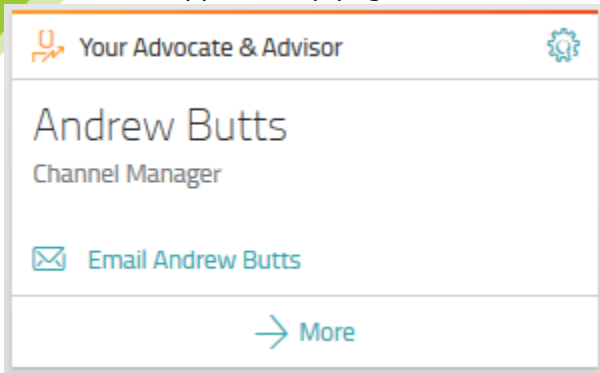 Your Advocate & Advisor
Andrew Butts
Channel Manager
Email Andrew Butts
More